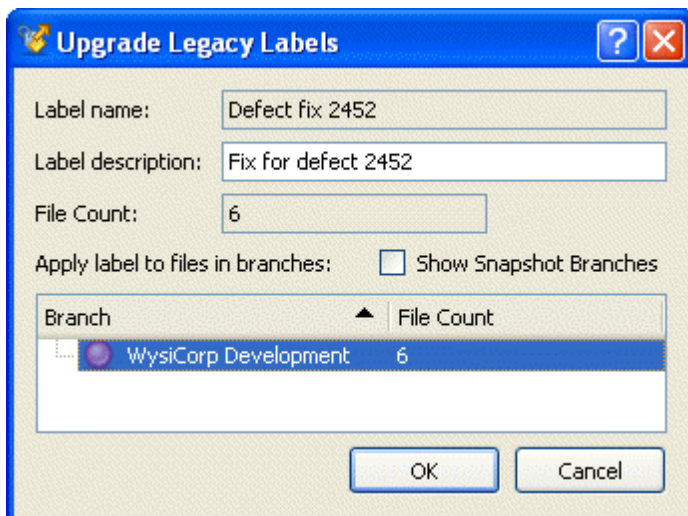 Upgrade Legacy Labels
Label name: Defect fix 2452
Label description: Fix for defect 2452
File Count: 6
Apply label to files in branches: Show Snapshot Branches
Branch File Count
WysiCorp Development 6
OK Cancel